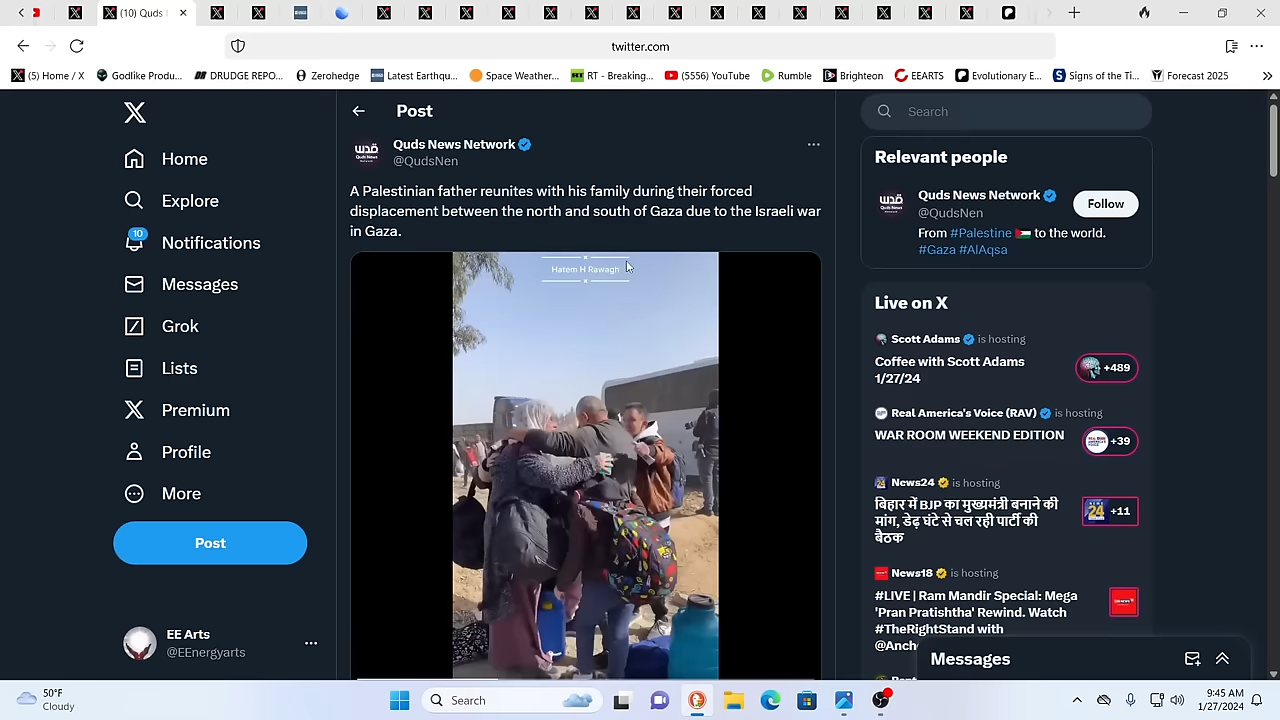 (10) Quds
twitter.com
(5) Home / X
Godlike Produ...
DRUDGE REPO...
Zerohedge
Latest Earthqu...
Space Weather...
RT - Breaking...
(5556) YouTube
Rumble
Brighteon
EEARTS
Evolutionary E...
Signs of the Ti...
Forecast 2025
Home
Explore
10
Notifications
Messages
Grok
Lists
Premium
Profile
More
Post
EE Arts
@EEnergyarts
Post
Quds News Network
@QudsNen
A Palestinian father reunites with his family during their forced
displacement between the north and south of Gaza due to the Israeli war
in Gaza.
Hatem H Rawagh
Search
Relevant people
Quds News Network
@QudsNen
Follow
From #Palestine 🇵🇸 to the world.
#Gaza #AlAqsa
Live on X
Scott Adams is hosting
Coffee with Scott Adams
1/27/24
+489
Real America's Voice (RAV) is hosting
WAR ROOM WEEKEND EDITION
+39
News24 is hosting
बिहार में BJP का मुख्यमंत्री बनाने की
मांग, डेढ़ घंटे से चल रही पार्टी की
बैठक
+11
News18 is hosting
#LIVE | Ram Mandir Special: Mega
'Pran Pratishtha' Rewind. Watch
#TheRightStand with
@Anch
Messages
50°F
Cloudy
Search
9:45 AM
1/27/2024